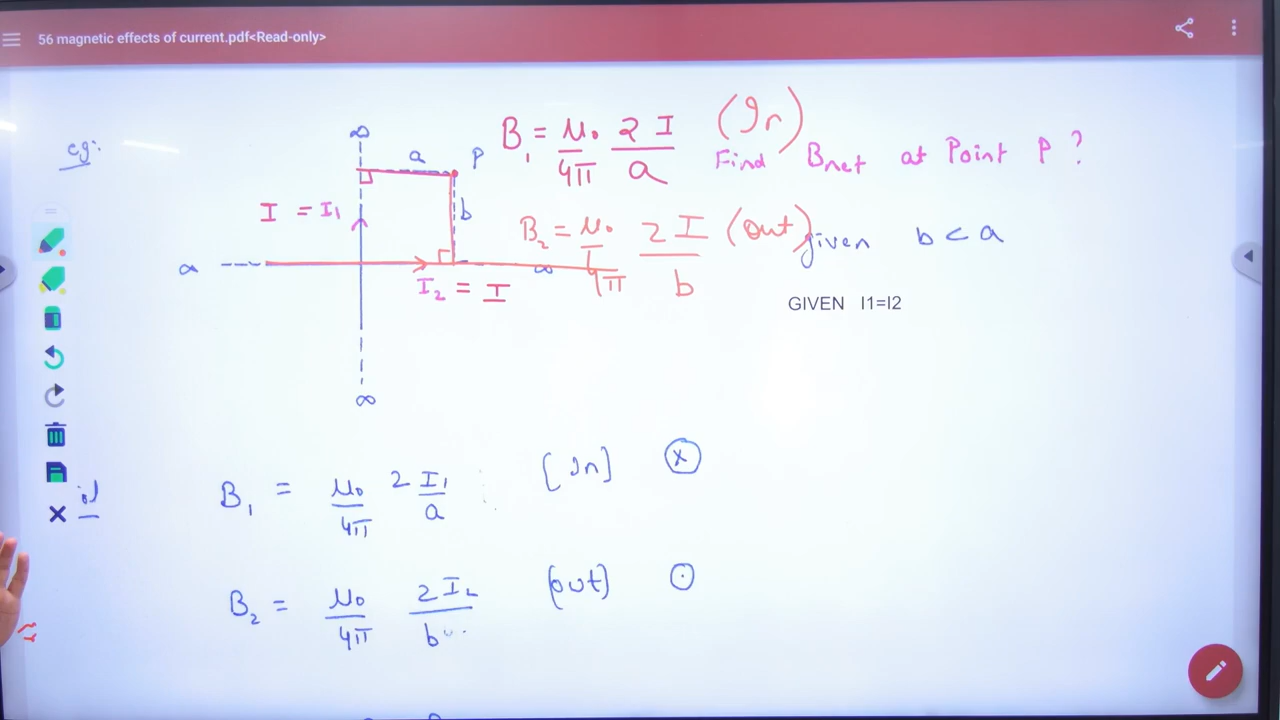 56 magnetic effects of current.pdf<Read-only>
eg:
∞
a P
B₁ = μ₀/4π 2I/a (In)
Find Bnet at Point P ?
I = I₁
b
B₂ = μ₀/4π 2I/b (out)
given b < a
∞ ∞
I₂ = I
GIVEN I1=I2
∞
B₁ = μ₀/4π 2I₁/a [In] ⊗
B₂ = μ₀/4π 2I₂/b (out) ⊙